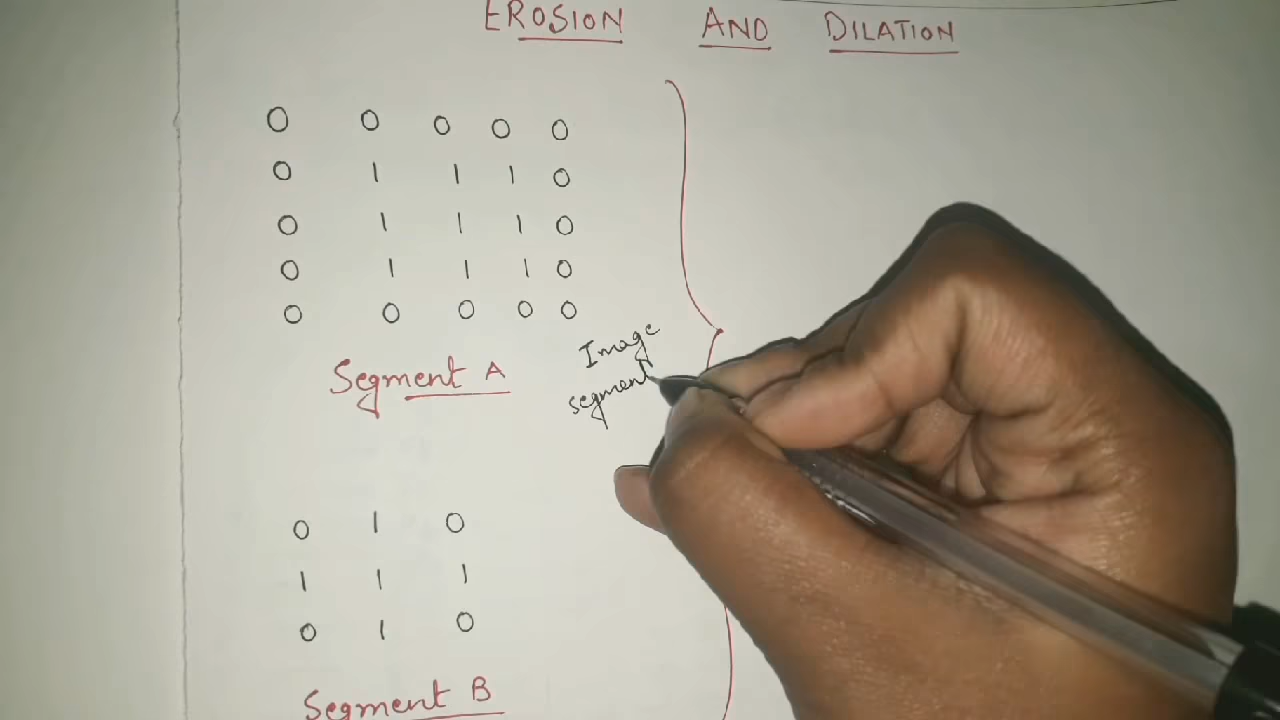 EROSION AND DILATION
0 0 0 0 0
0 1 1 1 0
0 1 1 1 0
0 1 1 1 0
0 0 0 0 0
Segment A
Image
segment
0 1 0
1 1 1
0 1 0
Segment B